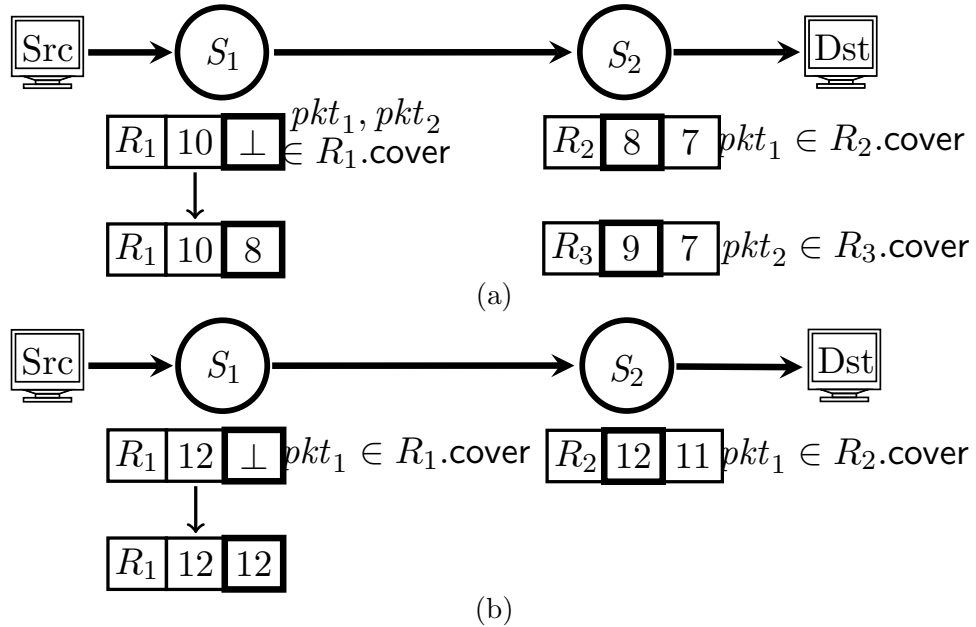 Src S1 S2 Dst
R1 10 ⊥ pkt1, pkt2 ∈ R1.cover R2 8 7 pkt1 ∈ R2.cover
R1 10 8 R3 9 7 pkt2 ∈ R3.cover
(a)
Src S1 S2 Dst
R1 12 ⊥ pkt1 ∈ R1.cover R2 12 11 pkt1 ∈ R2.cover
R1 12 12
(b)